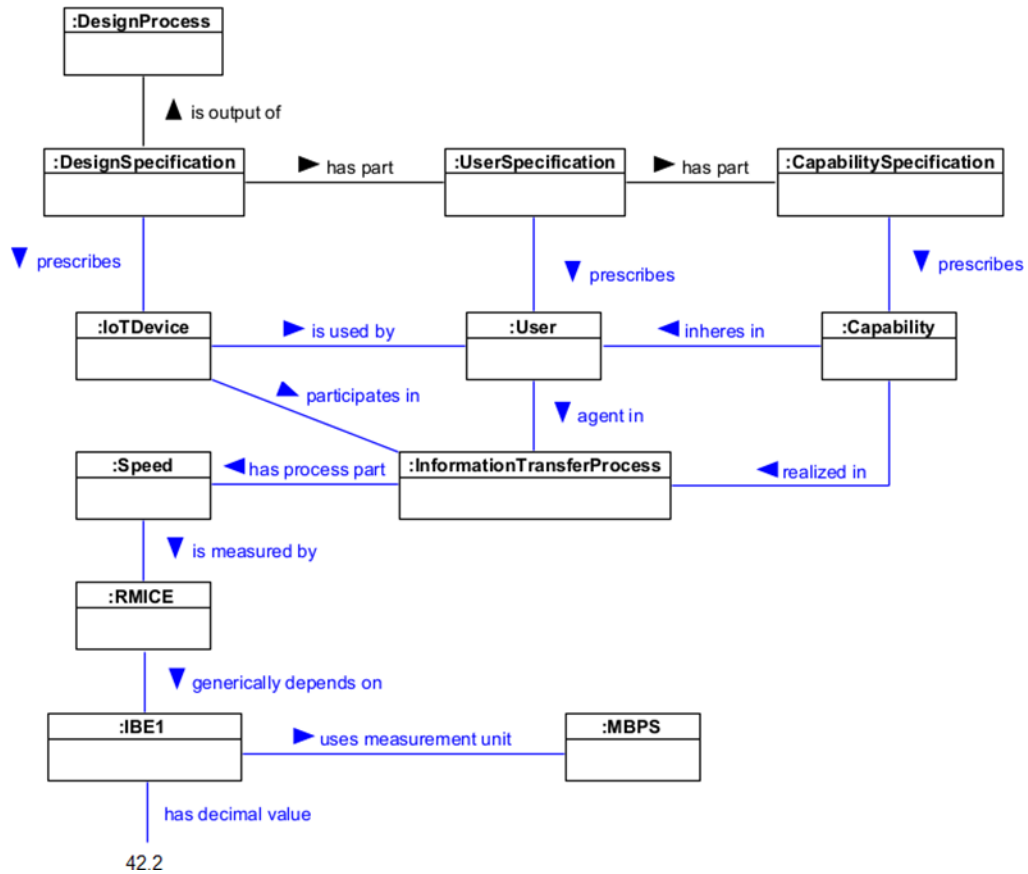 :DesignProcess
is output of
:DesignSpecification
has part
:UserSpecification
has part
:CapabilitySpecification
prescribes
prescribes
prescribes
:IoTDevice
is used by
:User
inheres in
:Capability
participates in
agent in
:Speed
has process part
:InformationTransferProcess
realized in
is measured by
:RMICE
generically depends on
:IBE1
uses measurement unit
:MBPS
has decimal value
42.2